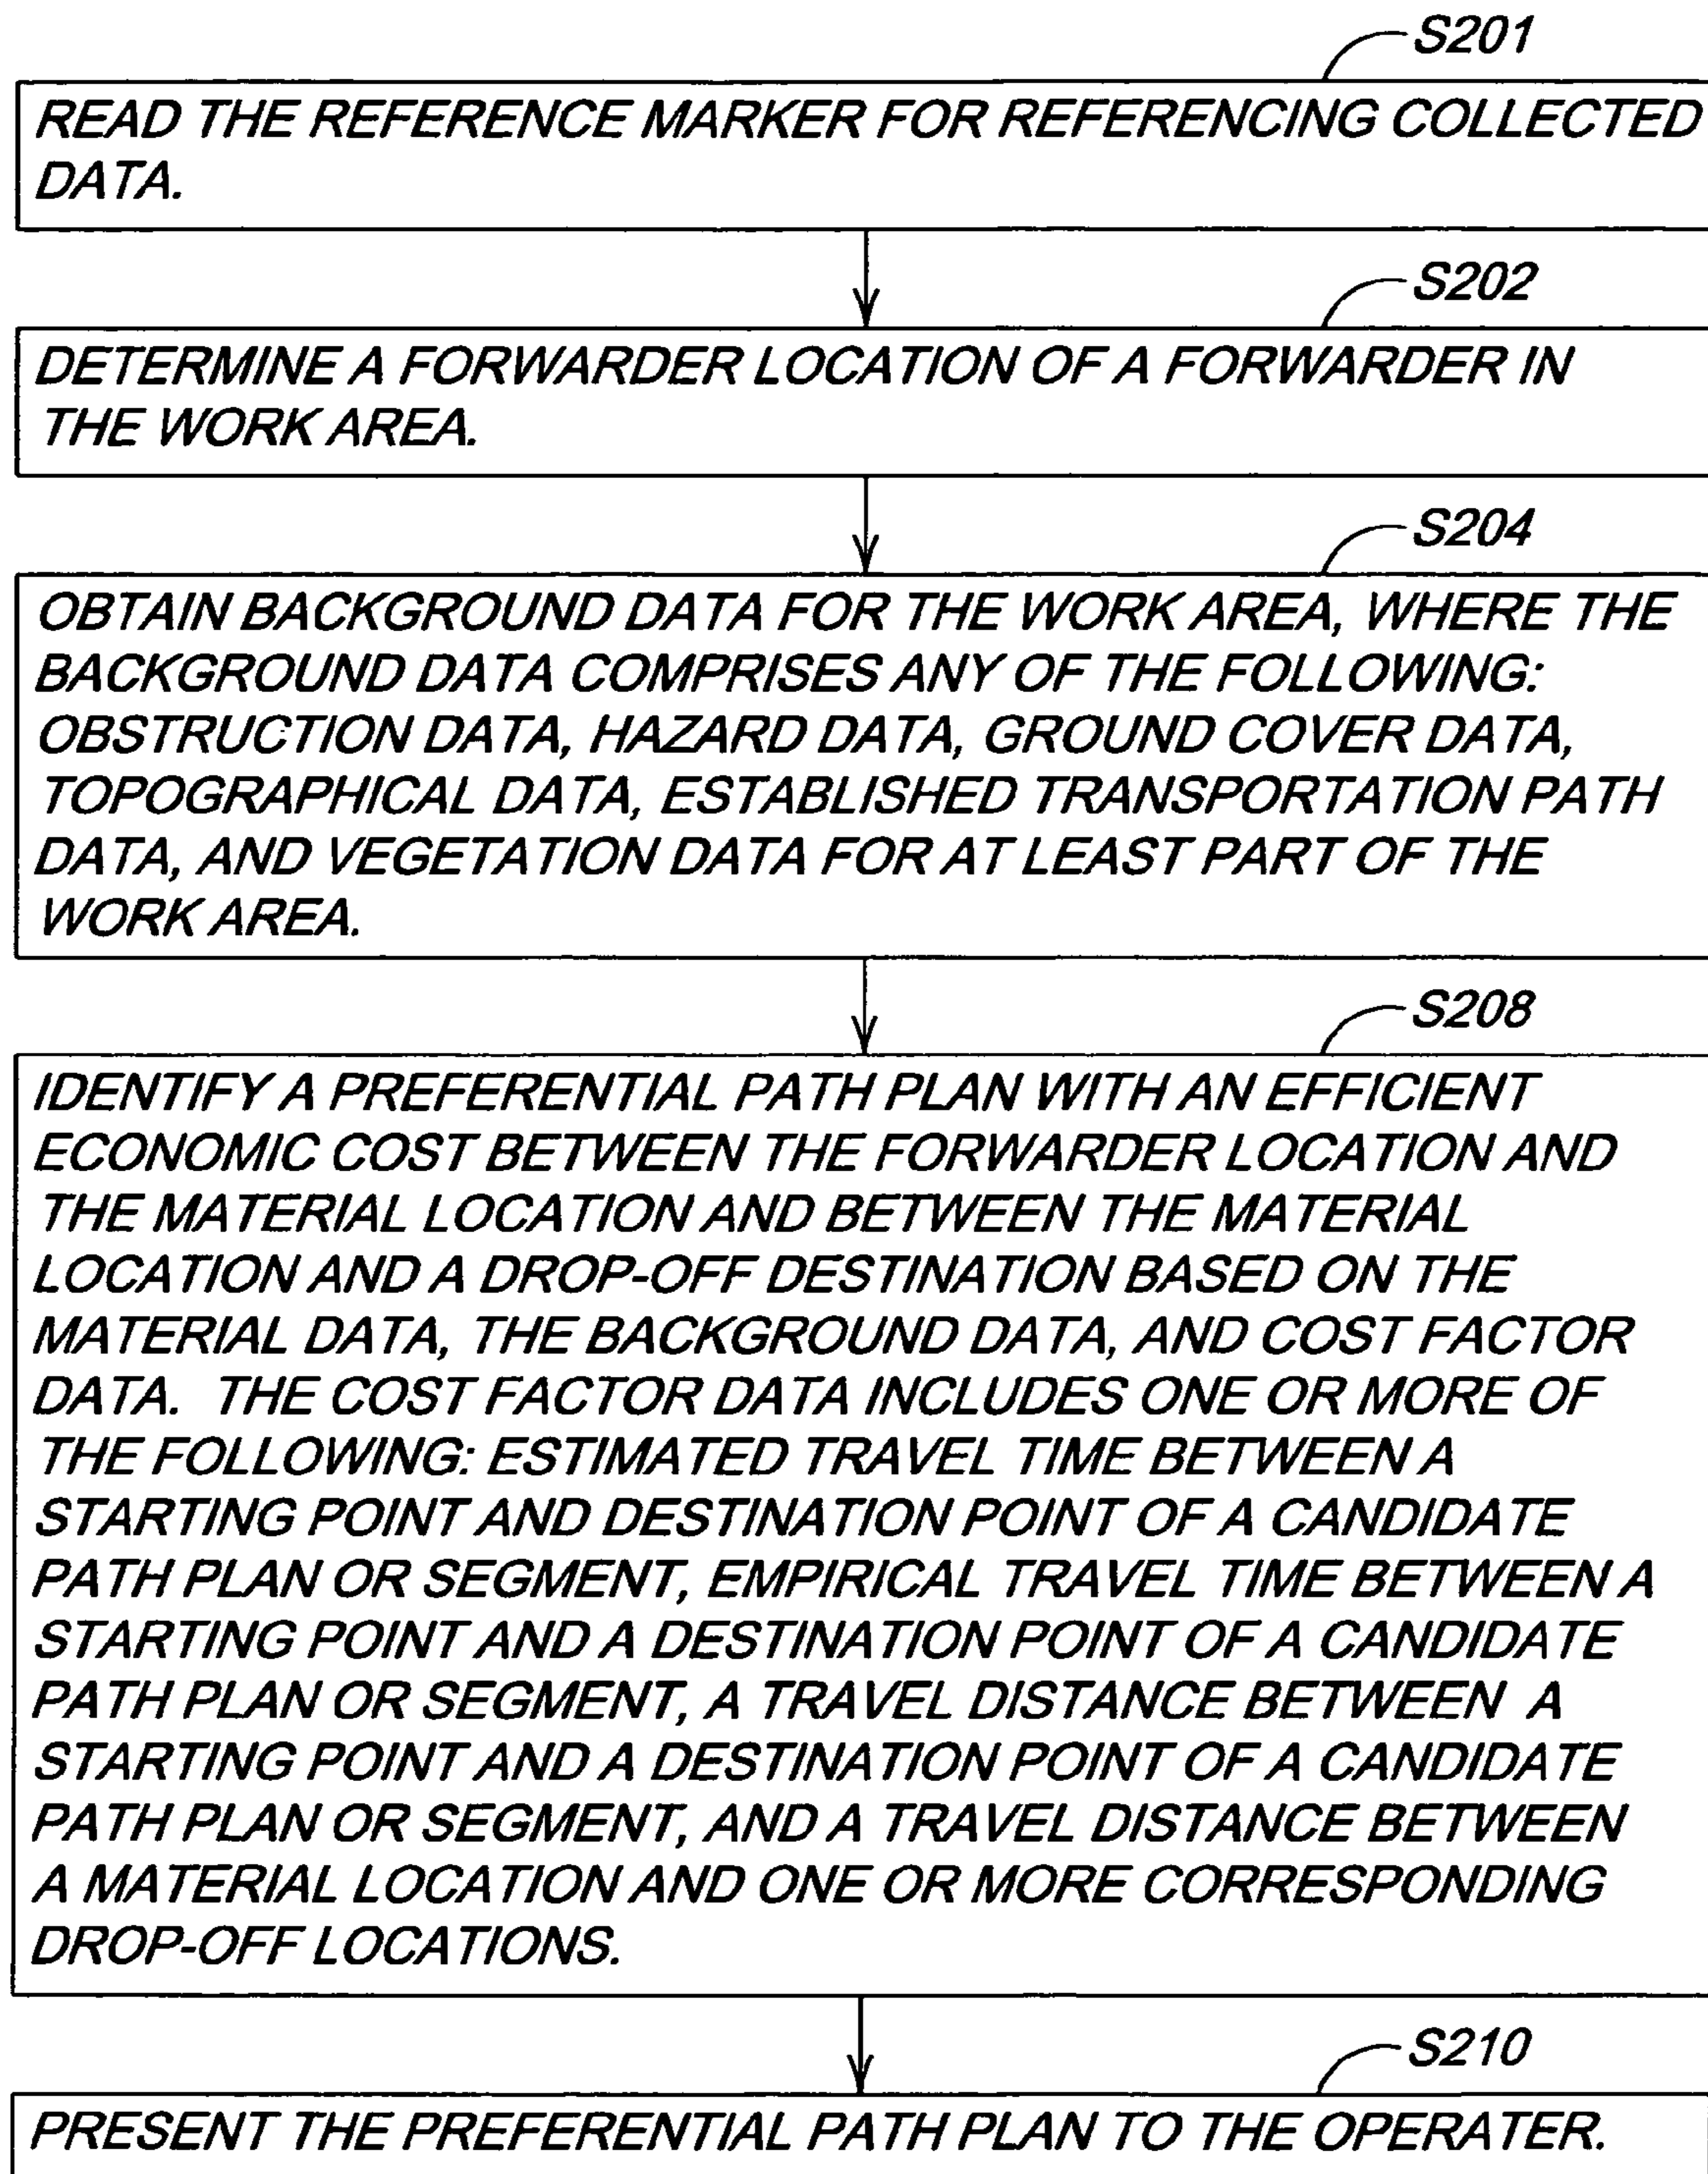 S201
READ THE REFERENCE MARKER FOR REFERENCING COLLECTED
DATA.
S202
DETERMINE A FORWARDER LOCATION OF A FORWARDER IN
THE WORK AREA.
S204
OBTAIN BACKGROUND DATA FOR THE WORK AREA, WHERE THE
BACKGROUND DATA COMPRISES ANY OF THE FOLLOWING:
OBSTRUCTION DATA, HAZARD DATA, GROUND COVER DATA,
TOPOGRAPHICAL DATA, ESTABLISHED TRANSPORTATION PATH
DATA, AND VEGETATION DATA FOR AT LEAST PART OF THE
WORK AREA.
S208
IDENTIFY A PREFERENTIAL PATH PLAN WITH AN EFFICIENT
ECONOMIC COST BETWEEN THE FORWARDER LOCATION AND
THE MATERIAL LOCATION AND BETWEEN THE MATERIAL
LOCATION AND A DROP-OFF DESTINATION BASED ON THE
MATERIAL DATA, THE BACKGROUND DATA, AND COST FACTOR
DATA. THE COST FACTOR DATA INCLUDES ONE OR MORE OF
THE FOLLOWING: ESTIMATED TRAVEL TIME BETWEEN A
STARTING POINT AND DESTINATION POINT OF A CANDIDATE
PATH PLAN OR SEGMENT, EMPIRICAL TRAVEL TIME BETWEEN A
STARTING POINT AND A DESTINATION POINT OF A CANDIDATE
PATH PLAN OR SEGMENT, A TRAVEL DISTANCE BETWEEN A
STARTING POINT AND A DESTINATION POINT OF A CANDIDATE
PATH PLAN OR SEGMENT, AND A TRAVEL DISTANCE BETWEEN
A MATERIAL LOCATION AND ONE OR MORE CORRESPONDING
DROP-OFF LOCATIONS.
S210
PRESENT THE PREFERENTIAL PATH PLAN TO THE OPERATER.